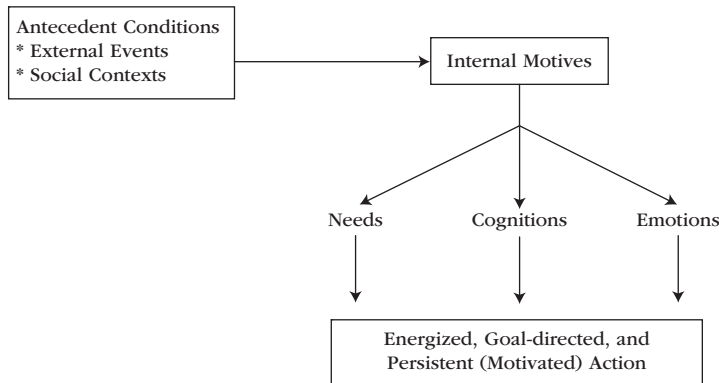 Antecedent Conditions
* External Events
* Social Contexts
Internal Motives
Needs
Cognitions
Emotions
Energized, Goal-directed, and
Persistent (Motivated) Action